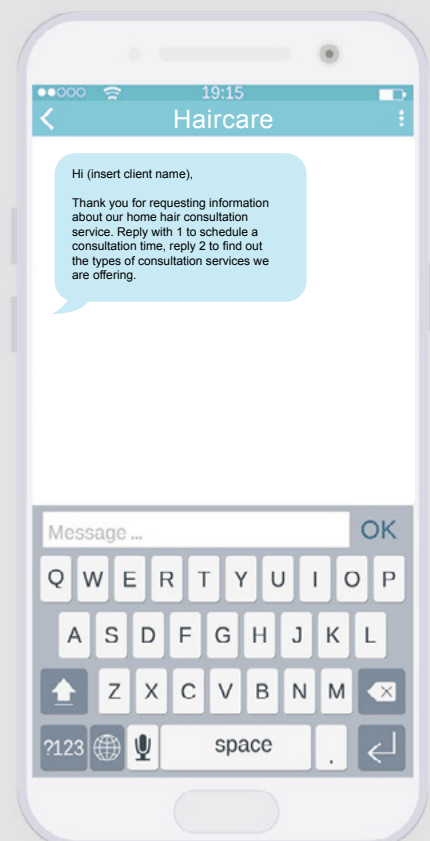 19:15
Haircare
Hi (insert client name),
Thank you for requesting information
about our home hair consultation
service. Reply with 1 to schedule a
consultation time, reply 2 to find out
the types of consultation services we
are offering.
Message ...
OK
Q W E R T Y U I O P
A S D F G H J K L
Z X C V B N M
?123 space .